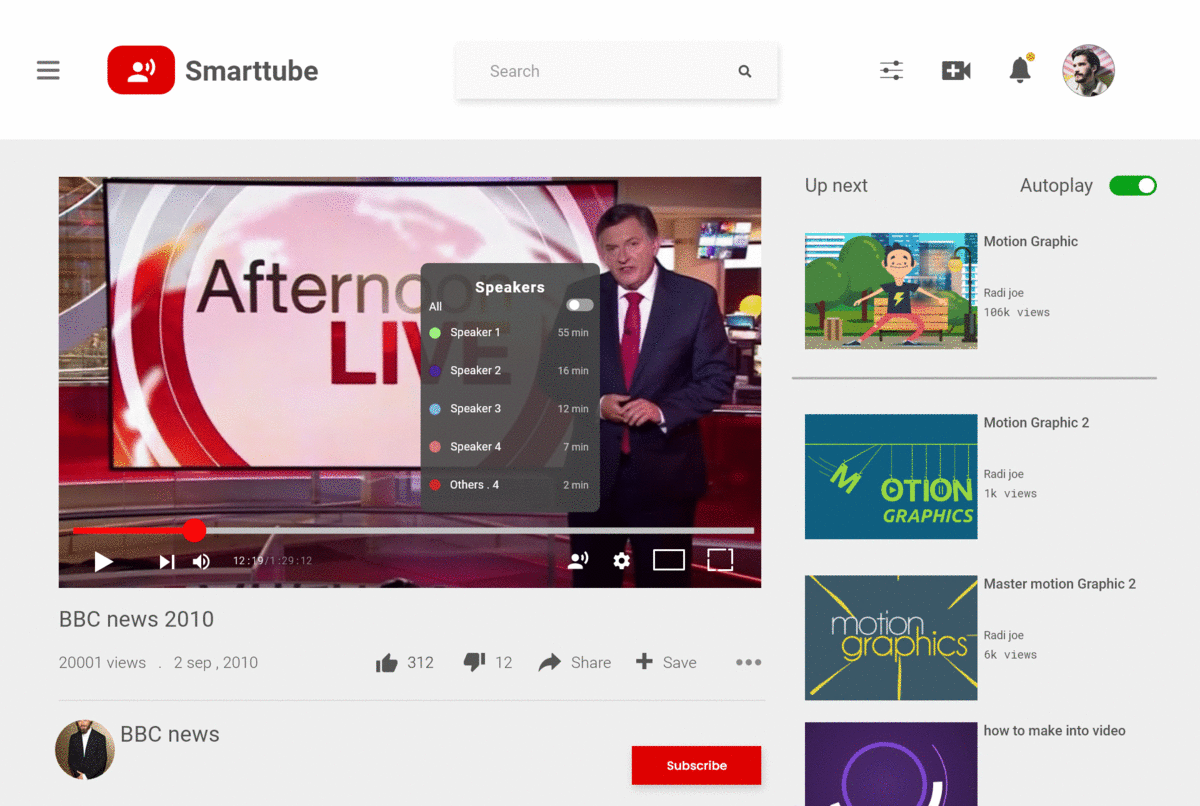 Smarttube
Search
Afternoon
LIVE
Speakers
All
Speaker 1 55 min
Speaker 2 16 min
Speaker 3 12 min
Speaker 4 7 min
Others . 4 2 min
12:19/1:29:12
BBC news 2010
20001 views . 2 sep , 2010
312
12
Share
Save
BBC news
Subscribe
Up next
Autoplay
Motion Graphic
Radi joe
106k views
MOTION
GRAPHICS
Motion Graphic 2
Radi joe
1k views
motion
graphics
Master motion Graphic 2
Radi joe
6k views
how to make into video